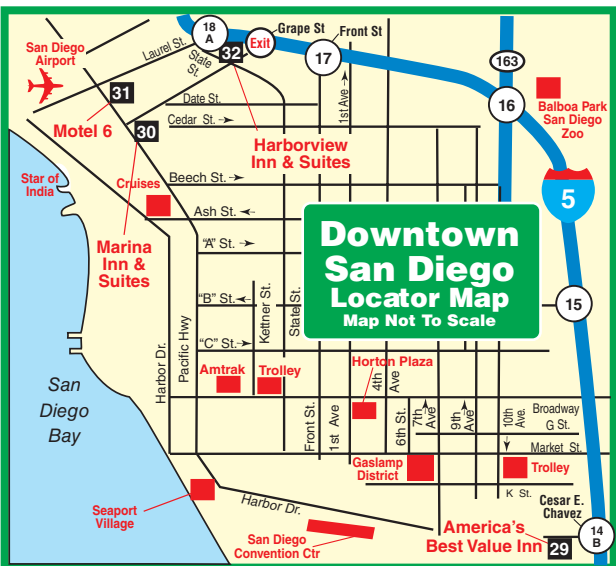 18
A
Exit
Grape St
Front St
San Diego
Airport
Laurel St.
State
St.
32
17
163
31
1st Ave →
16
Date St.
Balboa Park
San Diego
Zoo
Motel 6
30
Cedar St. →
Harborview
Inn & Suites
Beech St. →
Star of
India
Cruises
5
Ash St. ←
Marina
Inn &
Suites
"A" St. →
Downtown
San Diego
Locator Map
Map Not To Scale
"B" St. ←
Kettner St.
State St.
15
Harbor Dr.
Pacific Hwy
"C" St. →
Amtrak
Trolley
Horton Plaza
4th
Ave
San
Diego
Bay
Front St.
1st Ave
6th St.
7th
Ave
9th
Ave
10th
Ave.
Broadway
G St.
Market St.
Gaslamp
District
Trolley
K St.
Seaport
Village
Harbor Dr.
San Diego
Convention Ctr
Cesar E.
Chavez
America's
Best Value Inn
29
14
B